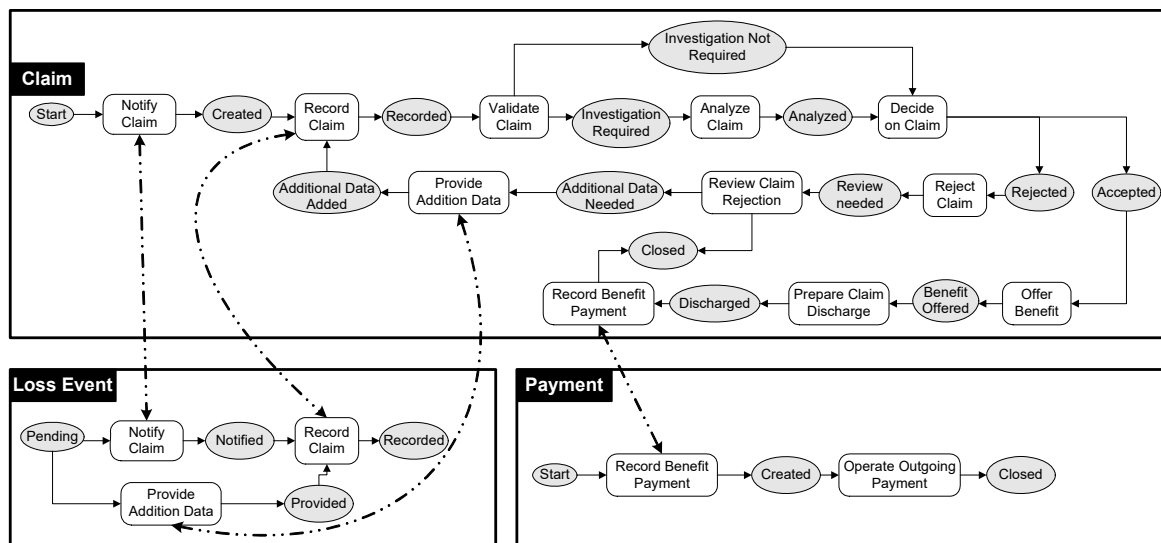 Claim
Investigation Not
Required
Start
Notify
Claim
Created
Record
Claim
Recorded
Validate
Claim
Investigation
Required
Analyze
Claim
Analyzed
Decide
on Claim
Additional Data
Added
Provide
Addition Data
Additional Data
Needed
Review Claim
Rejection
Review
needed
Reject
Claim
Rejected
Accepted
Closed
Record Benefit
Payment
Discharged
Prepare Claim
Discharge
Benefit
Offered
Offer
Benefit
Loss Event
Pending
Notify
Claim
Notified
Record
Claim
Recorded
Provide
Addition Data
Provided
Payment
Start
Record Benefit
Payment
Created
Operate Outgoing
Payment
Closed